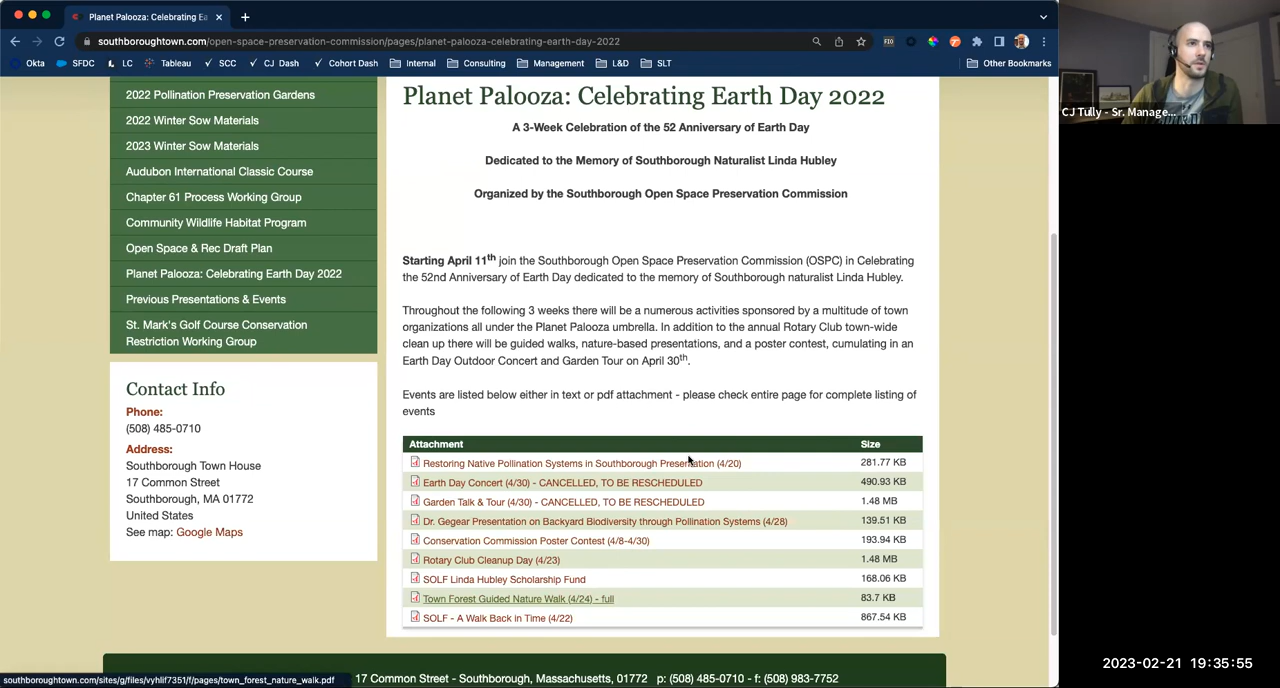 Planet Palooza: Celebrating Ea
southboroughtown.com/open-space-preservation-commission/pages/planet-palooza-celebrating-earth-day-2022
Okta SFDC LC Tableau SCC CJ Dash Cohort Dash Internal Consulting Management L&D SLT Other Bookmarks
CJ Tully - Sr. Manage...
2022 Pollination Preservation Gardens
2022 Winter Sow Materials
2023 Winter Sow Materials
Audubon International Classic Course
Chapter 61 Process Working Group
Community Wildlife Habitat Program
Open Space & Rec Draft Plan
Planet Palooza: Celebrating Earth Day 2022
Previous Presentations & Events
St. Mark's Golf Course Conservation
Restriction Working Group
Contact Info
Phone:
(508) 485-0710
Address:
Southborough Town House
17 Common Street
Southborough, MA 01772
United States
See map: Google Maps
Planet Palooza: Celebrating Earth Day 2022
A 3-Week Celebration of the 52 Anniversary of Earth Day
Dedicated to the Memory of Southborough Naturalist Linda Hubley
Organized by the Southborough Open Space Preservation Commission
Starting April 11th join the Southborough Open Space Preservation Commission (OSPC) in Celebrating
the 52nd Anniversary of Earth Day dedicated to the memory of Southborough naturalist Linda Hubley.
Throughout the following 3 weeks there will be a numerous activities sponsored by a multitude of town
organizations all under the Planet Palooza umbrella. In addition to the annual Rotary Club town-wide
clean up there will be guided walks, nature-based presentations, and a poster contest, cumulating in an
Earth Day Outdoor Concert and Garden Tour on April 30th.
Events are listed below either in text or pdf attachment - please check entire page for complete listing of
events
Attachment Size
Restoring Native Pollination Systems in Southborough Presentation (4/20) 281.77 KB
Earth Day Concert (4/30) - CANCELLED, TO BE RESCHEDULED 490.93 KB
Garden Talk & Tour (4/30) - CANCELLED, TO BE RESCHEDULED 1.48 MB
Dr. Gegear Presentation on Backyard Biodiversity through Pollination Systems (4/28) 139.51 KB
Conservation Commission Poster Contest (4/8-4/30) 193.94 KB
Rotary Club Cleanup Day (4/23) 1.48 MB
SOLF Linda Hubley Scholarship Fund 168.06 KB
Town Forest Guided Nature Walk (4/24) - full 83.7 KB
SOLF - A Walk Back in Time (4/22) 867.54 KB
southboroughtown.com/sites/g/files/vyhlif7351/f/pages/town_forest_nature_walk.pdf
17 Common Street - Southborough, Massachusetts, 01772 p: (508) 485-0710 - f: (508) 983-7752
2023-02-21 19:35:55